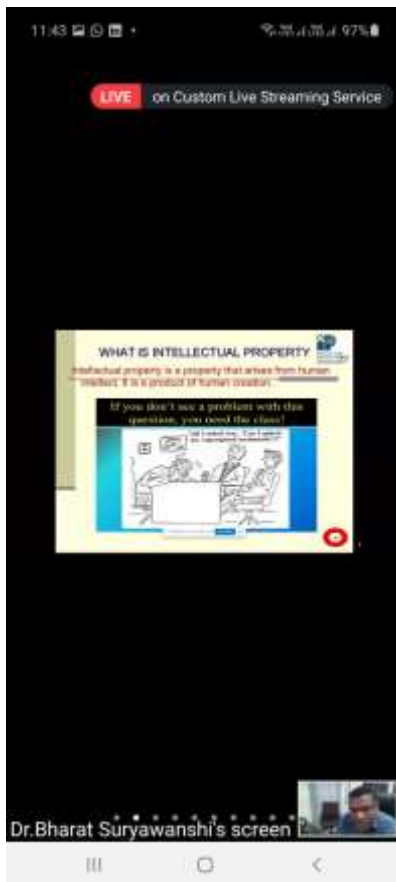 11:43
97%
LIVE on Custom Live Streaming Service
WHAT IS INTELLECTUAL PROPERTY
Intellectual property is a property that arises from human
intellect. It is a product of human creation.
If you don't see a problem with this
question, you need the class!
Dr.Bharat Suryawanshi's screen